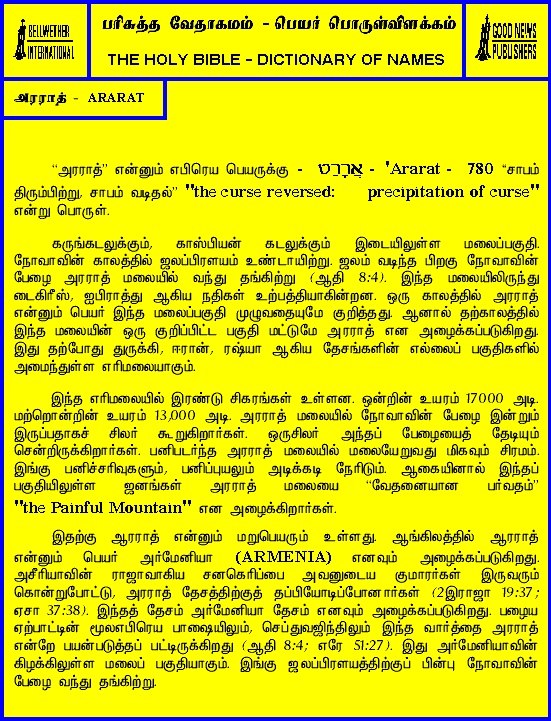 BELLWETHER
INTERNATIONAL
பரிசுத்த வேதாகமம் - பெயர் பொருள்விளக்கம்
THE HOLY BIBLE - DICTIONARY OF NAMES
GOOD NEWS
PUBLISHERS
அரராத் - ARARAT
“அரராத்” என்னும் எபிரெய பெயருக்கு - אֲרָרָט - 'Ararat - 780 “சாபம்
திரும்பிற்று, சாபம் வடிதல்” "the curse reversed: precipitation of curse"
என்று பொருள்.
கருங்கடலுக்கும், காஸ்பியன் கடலுக்கும் இடையிலுள்ள மலைப்பகுதி.
நோவாவின் காலத்தில் ஜலப்பிரளயம் உண்டாயிற்று. ஜலம் வடிந்த பிறகு நோவாவின்
பேழை அரராத் மலையில் வந்து தங்கிற்று (ஆதி 8:4). இந்த மலையிலிருந்து
டைகிரீஸ், ஐபிராத்து ஆகிய நதிகள் உற்பத்தியாகின்றன. ஒரு காலத்தில் அரராத்
என்னும் பெயர் இந்த மலைப்பகுதி முழுவதையுமே குறித்தது. ஆனால் தற்காலத்தில்
இந்த மலையின் ஒரு குறிப்பிட்ட பகுதி மட்டுமே அரராத் என அழைக்கப்படுகிறது.
இது தற்போது துருக்கி, ஈரான், ரஷ்யா ஆகிய தேசங்களின் எல்லைப் பகுதிகளில்
அமைந்துள்ள எரிமலையாகும்.
இந்த எரிமலையில் இரண்டு சிகரங்கள் உள்ளன. ஒன்றின் உயரம் 17000 அடி.
மற்றொன்றின் உயரம் 13,000 அடி. அரராத் மலையில் நோவாவின் பேழை இன்றும்
இருப்பதாகச் சிலர் கூறுகிறார்கள். ஒருசிலர் அந்தப் பேழையைத் தேடியும்
சென்றிருக்கிறார்கள். பனிபடர்ந்த அரராத் மலையில் மலையேறுவது மிகவும் சிரமம்.
இங்கு பனிச்சரிவுகளும், பனிப்புயலும் அடிக்கடி நேரிடும். ஆகையினால் இந்தப்
பகுதியிலுள்ள ஜனங்கள் அரராத் மலையை “வேதனையான பர்வதம்”
"the Painful Mountain" என அழைக்கிறார்கள்.
இதற்கு ஆரராத் என்னும் மறுபெயரும் உள்ளது. ஆங்கிலத்தில் ஆரராத்
என்னும் பெயர் அர்மேனியா (ARMENIA) எனவும் அழைக்கப்படுகிறது.
அசீரியாவின் ராஜாவாகிய சனகெரிப்பை அவனுடைய குமாரர்கள் இருவரும்
கொன்றுபோட்டு, அரராத் தேசத்திற்குத் தப்பியோடிப்போனார்கள் (2இராஜா 19:37;
ஏசா 37:38). இந்தத் தேசம் அர்மேனியா தேசம் எனவும் அழைக்கப்படுகிறது. பழைய
ஏற்பாட்டின் மூலஎபிரெய பாஷையிலும், செப்துவஜிந்திலும் இந்த வார்த்தை அரராத்
என்றே பயன்படுத்தப் பட்டிருக்கிறது (ஆதி 8:4; எரே 51:27). இது அர்மேனியாவின்
கிழக்கிலுள்ள மலைப் பகுதியாகும். இங்கு ஜலப்பிரளயத்திற்குப் பின்பு நோவாவின்
பேழை வந்து தங்கிற்று.